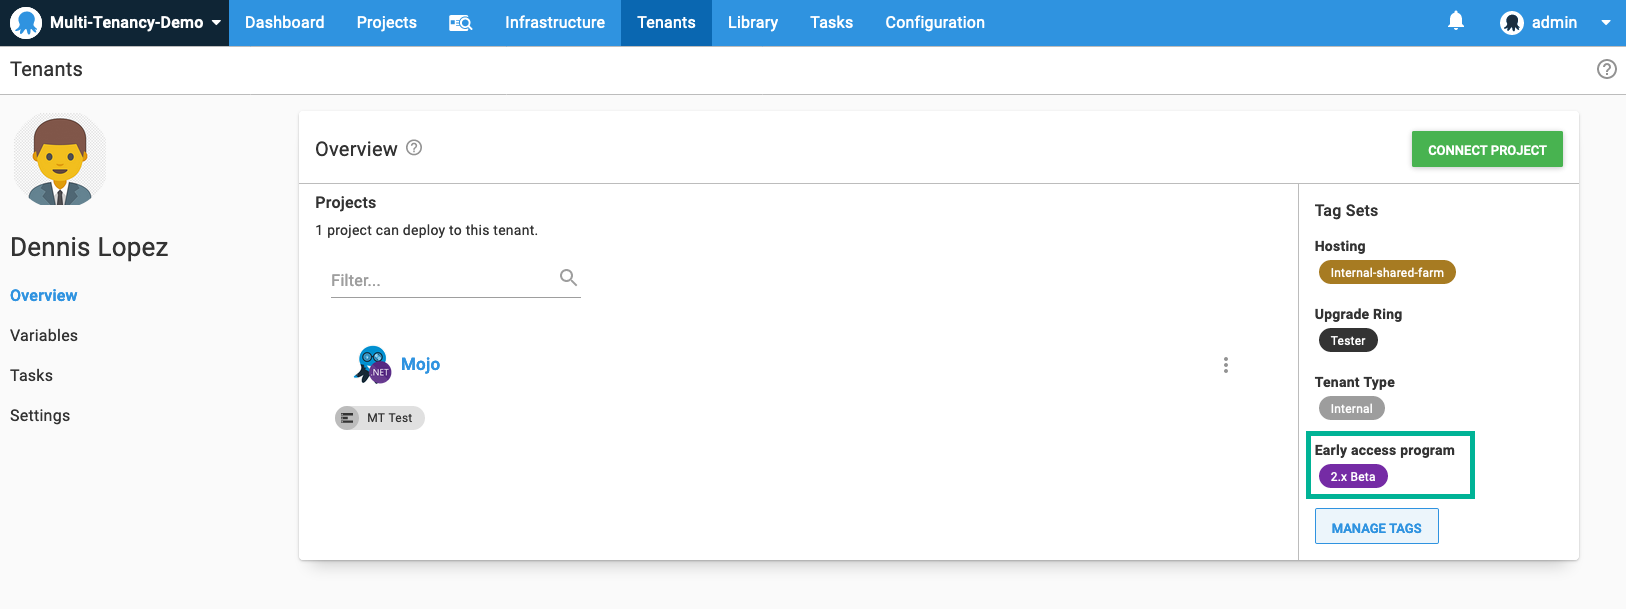 Multi-Tenancy-Demo Dashboard Projects Infrastructure Tenants Library Tasks Configuration admin
Tenants
Dennis Lopez
Overview
Variables
Tasks
Settings
Overview
CONNECT PROJECT
Projects
1 project can deploy to this tenant.
Filter...
.NET
Mojo
MT Test
Tag Sets
Hosting
Internal-shared-farm
Upgrade Ring
Tester
Tenant Type
Internal
Early access program
2.x Beta
MANAGE TAGS